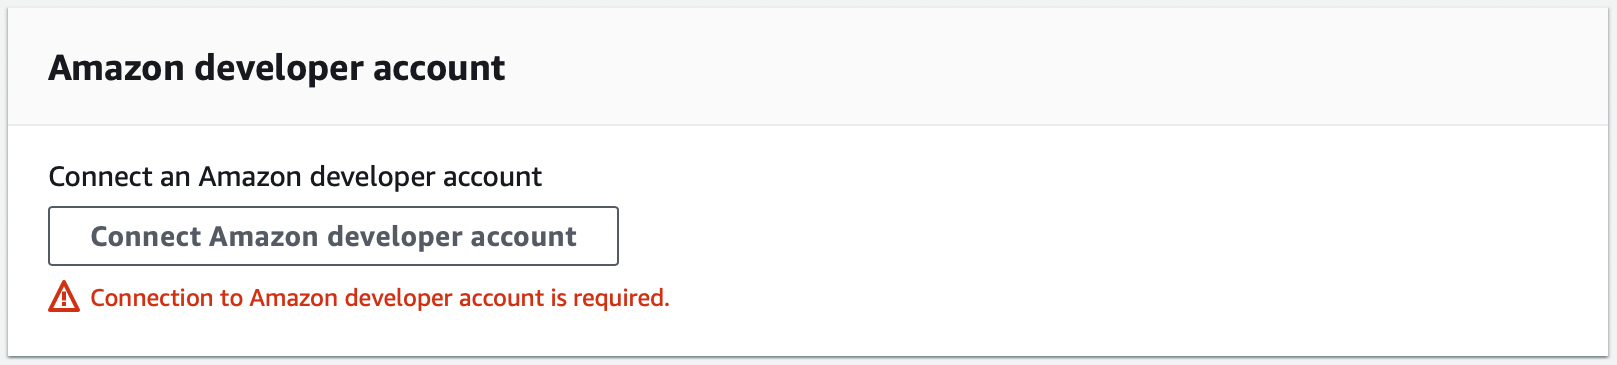 Amazon developer account
Connect an Amazon developer account
Connect Amazon developer account
Connection to Amazon developer account is required.